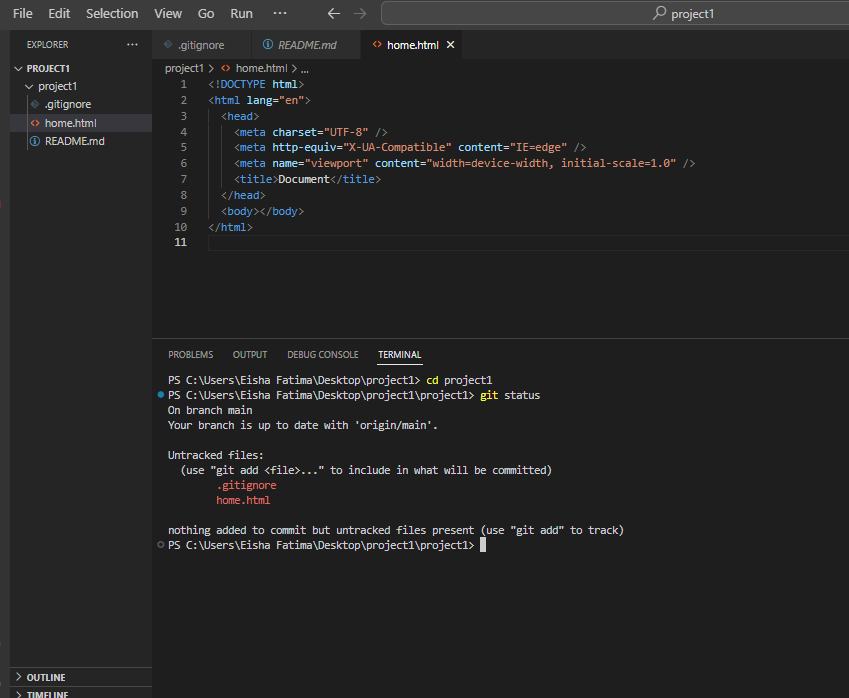 File Edit Selection View Go Run ··· ← → project1
EXPLORER ···
PROJECT1
project1
.gitignore
home.html
README.md
OUTLINE
TIMELINE
.gitignore README.md home.html
project1 > home.html > ...
1 <!DOCTYPE html>
2 <html lang="en">
3 <head>
4 <meta charset="UTF-8" />
5 <meta http-equiv="X-UA-Compatible" content="IE=edge" />
6 <meta name="viewport" content="width=device-width, initial-scale=1.0" />
7 <title>Document</title>
8 </head>
9 <body></body>
10 </html>
11
PROBLEMS OUTPUT DEBUG CONSOLE TERMINAL
PS C:\Users\Eisha Fatima\Desktop\project1> cd project1
PS C:\Users\Eisha Fatima\Desktop\project1\project1> git status
On branch main
Your branch is up to date with 'origin/main'.
Untracked files:
(use "git add <file>..." to include in what will be committed)
.gitignore
home.html
nothing added to commit but untracked files present (use "git add" to track)
PS C:\Users\Eisha Fatima\Desktop\project1\project1>